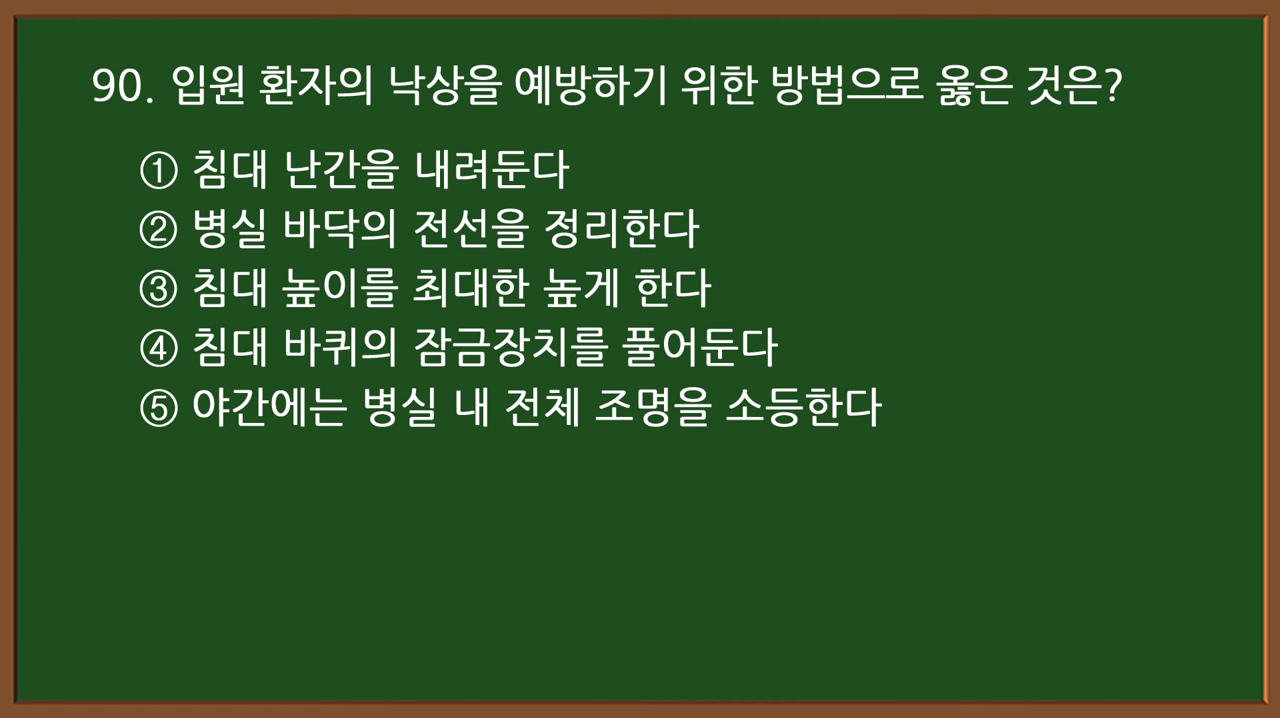 90. 입원 환자의 낙상을 예방하기 위한 방법으로 옳은 것은?
① 침대 난간을 내려둔다
② 병실 바닥의 전선을 정리한다
③ 침대 높이를 최대한 높게 한다
④ 침대 바퀴의 잠금장치를 풀어둔다
⑤ 야간에는 병실 내 전체 조명을 소등한다